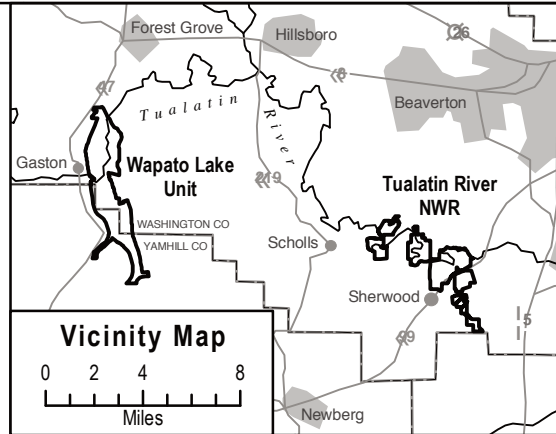 Forest Grove
Hillsboro
26
47
8
Beaverton
Tualatin
River
Gaston
Wapato Lake
Unit
219
Tualatin River
NWR
WASHINGTON CO
YAMHILL CO
Scholls
Sherwood
5
99
Vicinity Map
0 2 4 8
Miles
Newberg